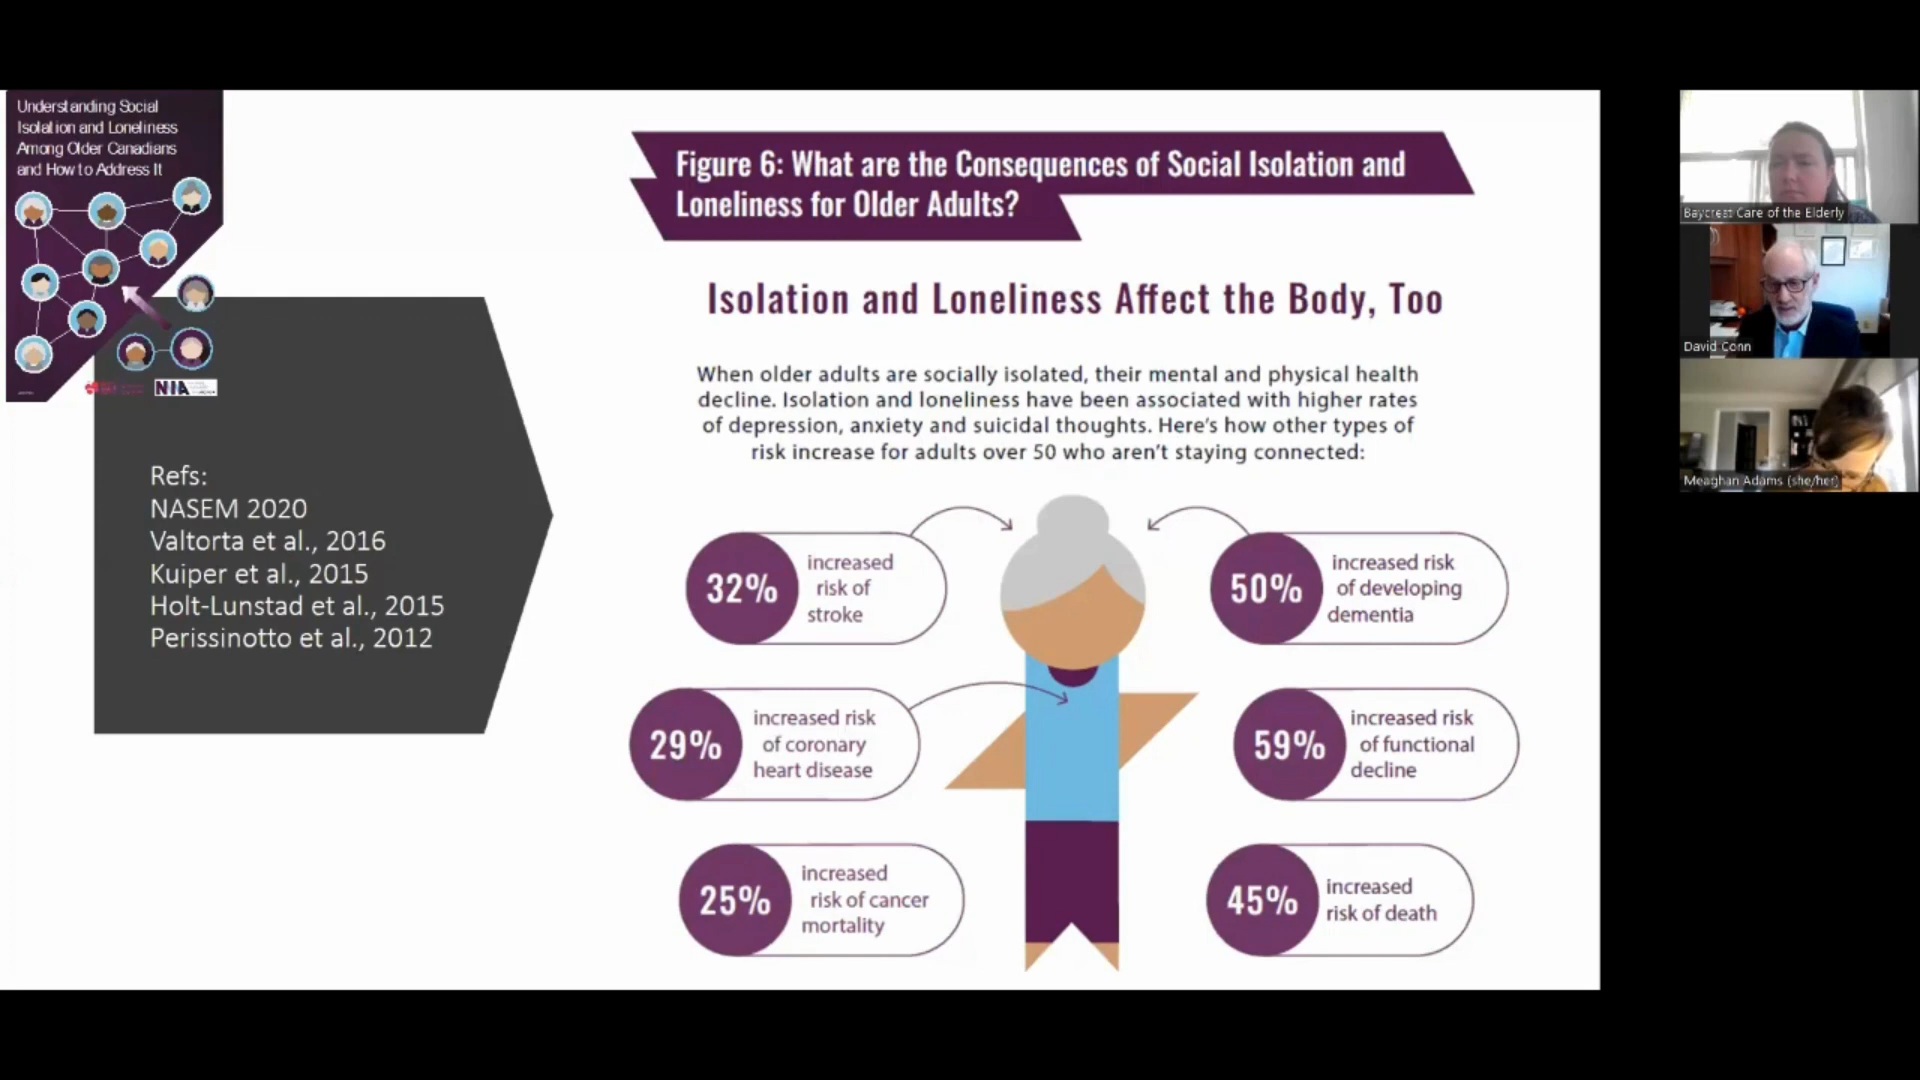 Understanding Social
Isolation and Loneliness
Among Older Canadians
and How to Address It
NIA
Refs:
NASEM 2020
Valtorta et al., 2016
Kuiper et al., 2015
Holt-Lunstad et al., 2015
Perissinotto et al., 2012
Figure 6: What are the Consequences of Social Isolation and
Loneliness for Older Adults?
Isolation and Loneliness Affect the Body, Too
When older adults are socially isolated, their mental and physical health
decline. Isolation and loneliness have been associated with higher rates
of depression, anxiety and suicidal thoughts. Here's how other types of
risk increase for adults over 50 who aren't staying connected:
32%
increased
risk of
stroke
50%
increased risk
of developing
dementia
29%
increased risk
of coronary
heart disease
59%
increased risk
of functional
decline
25%
increased
risk of cancer
mortality
45%
increased
risk of death
Baycrest Care of the Elderly
David Conn
Meaghan Adams (she/her)